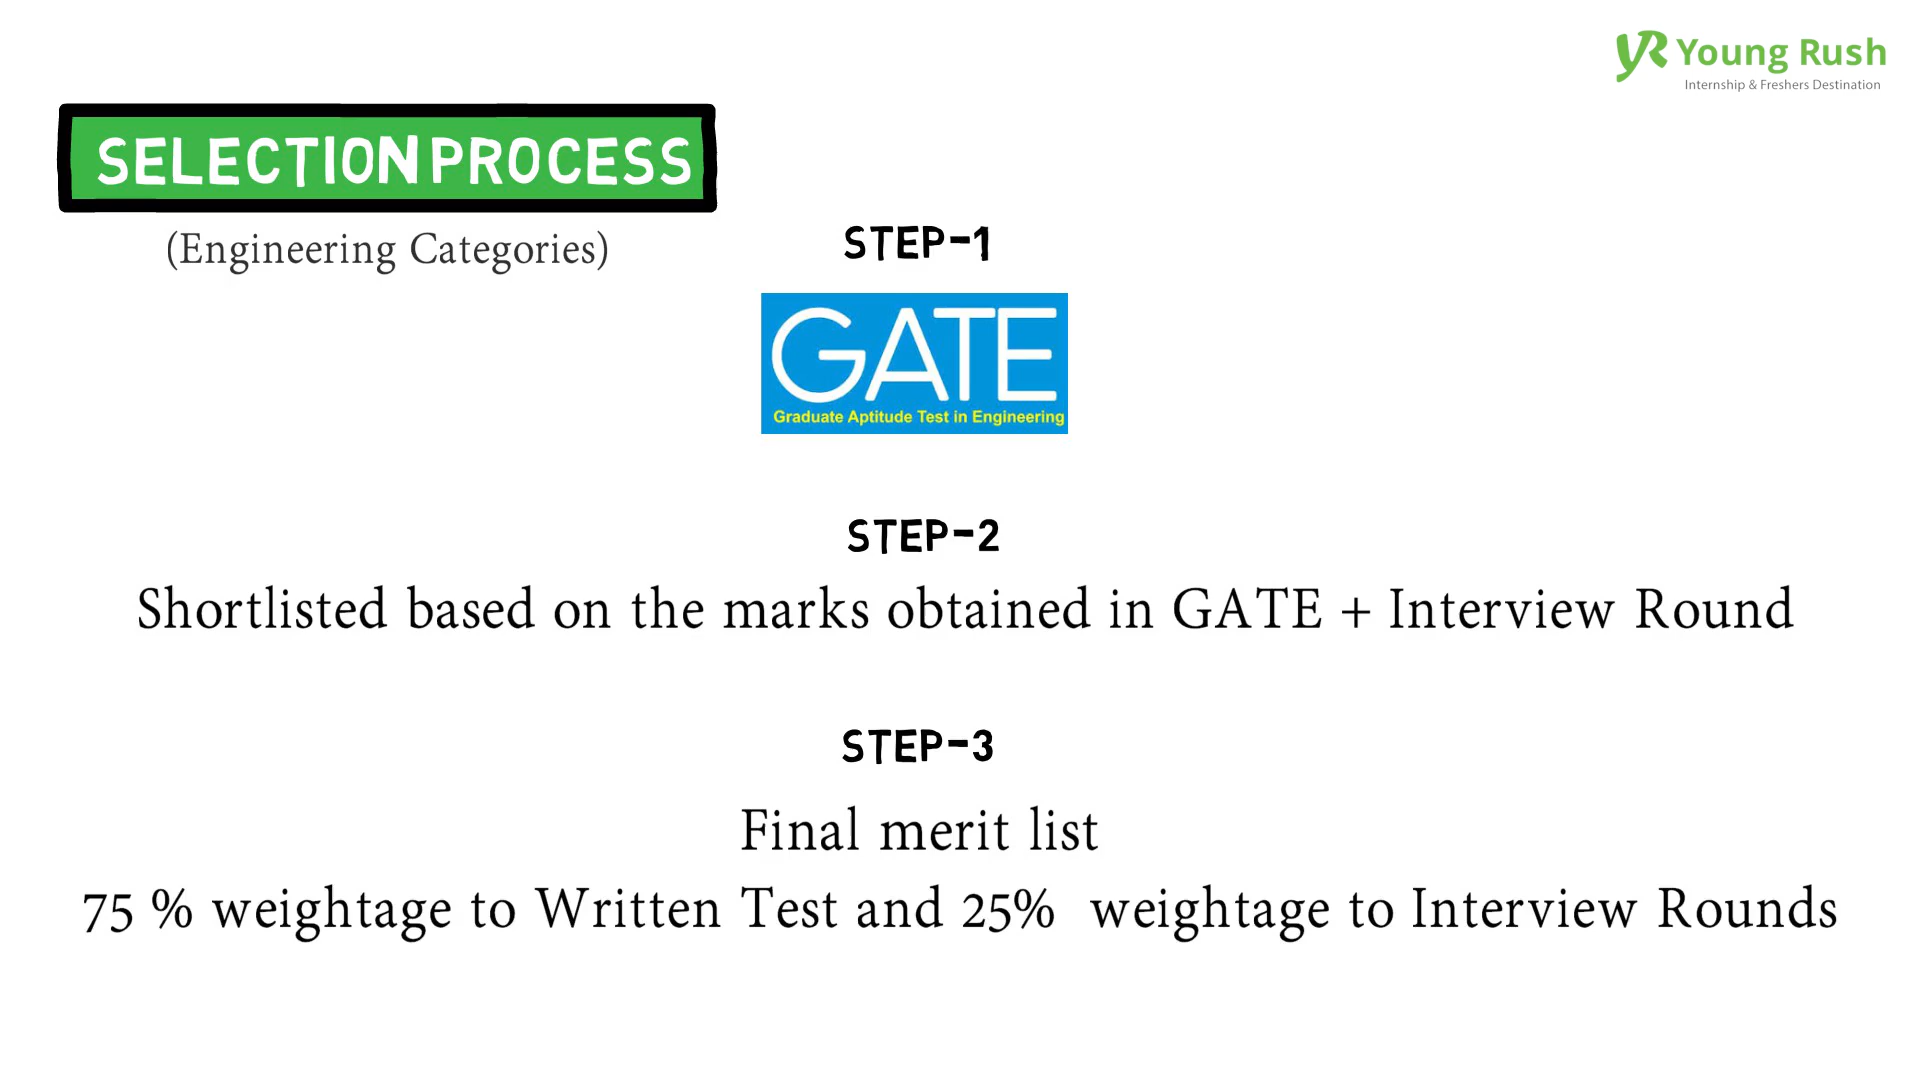 Young Rush
Internship & Freshers Destination
SELECTION PROCESS
(Engineering Categories)
STEP-1
GATE
Graduate Aptitude Test in Engineering
STEP-2
Shortlisted based on the marks obtained in GATE + Interview Round
STEP-3
Final merit list
75 % weightage to Written Test and 25% weightage to Interview Rounds